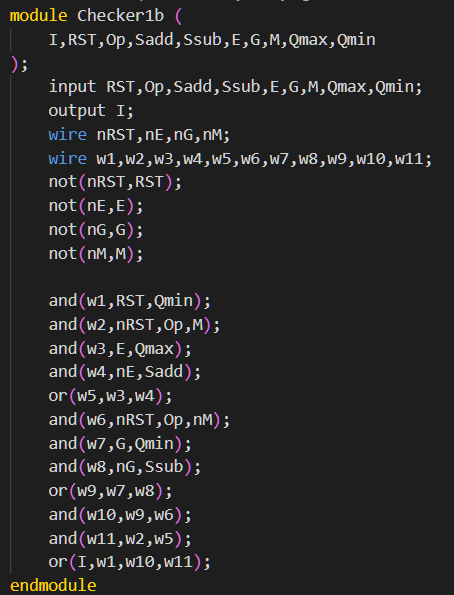 module Checker1b (
I,RST,Op,Sadd,Ssub,E,G,M,Qmax,Qmin
);
input RST,Op,Sadd,Ssub,E,G,M,Qmax,Qmin;
output I;
wire nRST,nE,nG,nM;
wire w1,w2,w3,w4,w5,w6,w7,w8,w9,w10,w11;
not(nRST,RST);
not(nE,E);
not(nG,G);
not(nM,M);
and(w1,RST,Qmin);
and(w2,nRST,Op,M);
and(w3,E,Qmax);
and(w4,nE,Sadd);
or(w5,w3,w4);
and(w6,nRST,Op,nM);
and(w7,G,Qmin);
and(w8,nG,Ssub);
or(w9,w7,w8);
and(w10,w9,w6);
and(w11,w2,w5);
or(I,w1,w10,w11);
endmodule